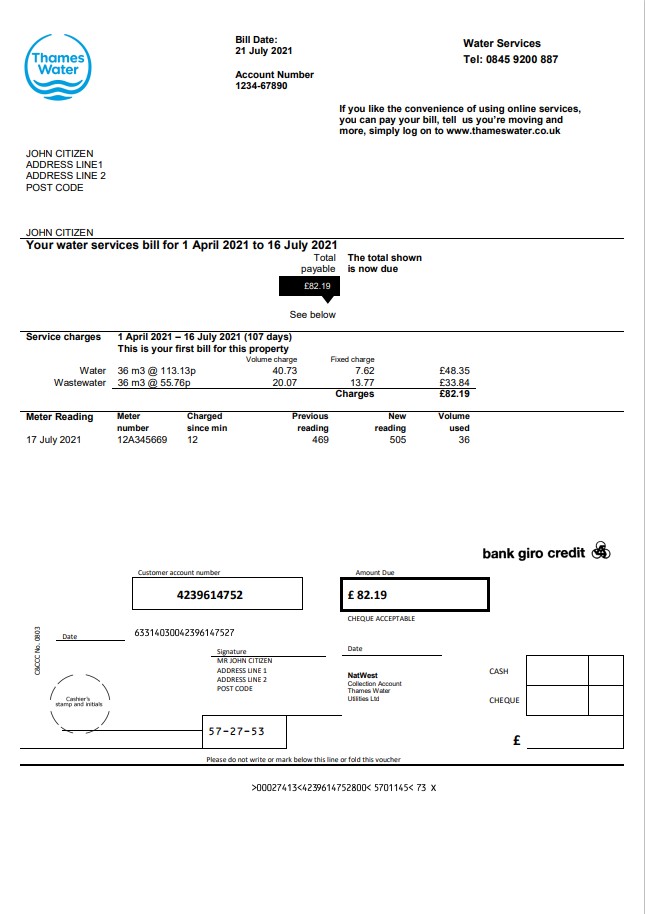 Thames
Water
Bill Date:
21 July 2021
Account Number
1234-67890
Water Services
Tel: 0845 9200 887
If you like the convenience of using online services,
you can pay your bill, tell us you're moving and
more, simply log on to www.thameswater.co.uk
JOHN CITIZEN
ADDRESS LINE1
ADDRESS LINE 2
POST CODE
JOHN CITIZEN
Your water services bill for 1 April 2021 to 16 July 2021
Total payable The total shown is now due
£82.19
See below
Service charges 1 April 2021 – 16 July 2021 (107 days)
This is your first bill for this property
Volume charge Fixed charge
Water 36 m3 @ 113.13p 40.73 7.62 £48.35
Wastewater 36 m3 @ 55.76p 20.07 13.77 £33.84
Charges £82.19
Meter Reading Meter number Charged since min Previous reading New reading Volume used
17 July 2021 12A345669 12 469 505 36
bank giro credit
Customer account number Amount Due
4239614752 £ 82.19
CHEQUE ACCEPTABLE
C&CCC No. 0803
Date 63314030042396147527
Signature Date
MR JOHN CITIZEN
ADDRESS LINE 1
ADDRESS LINE 2
POST CODE
NatWest
Collection Account
Thames Water
Utilities Ltd
CASH
CHEQUE
Cashier's
stamp and initials
57-27-53
£
Please do not write or mark below this line or fold this voucher
>00027413<4239614752800< 5701145< 73 X